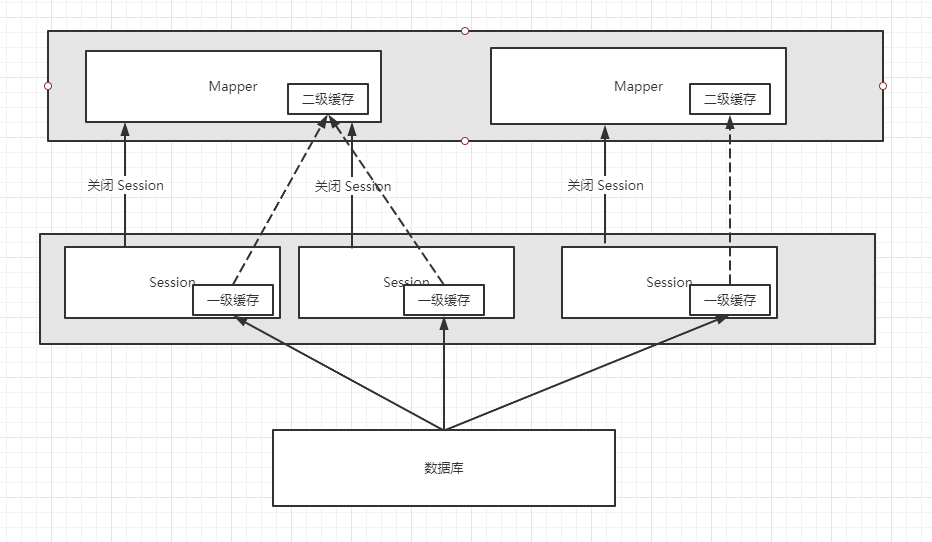 Mapper
二级缓存
Mapper
二级缓存
关闭 Session
关闭 Session
关闭 Session
Session
一级缓存
Session
一级缓存
Session
一级缓存
数据库